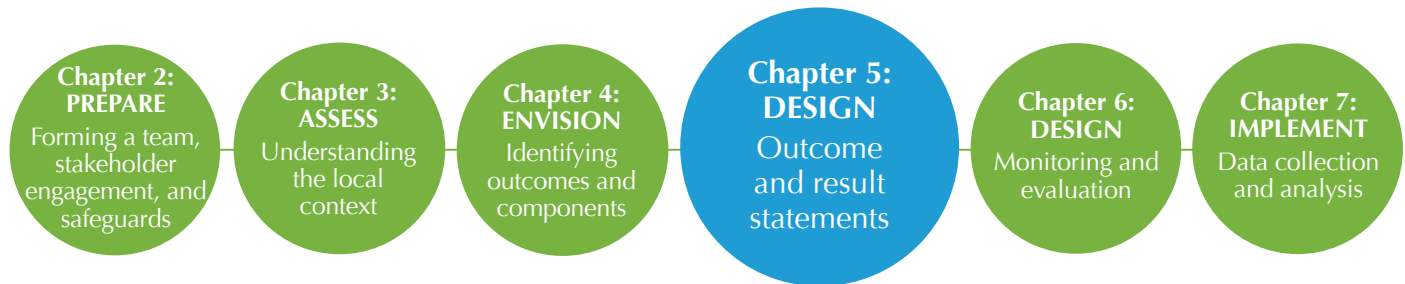 Chapter 2:
PREPARE
Forming a team,
stakeholder
engagement, and
safeguards
Chapter 3:
ASSESS
Understanding
the local
context
Chapter 4:
ENVISION
Identifying
outcomes and
components
Chapter 5:
DESIGN
Outcome
and result
statements
Chapter 6:
DESIGN
Monitoring and
evaluation
Chapter 7:
IMPLEMENT
Data collection
and analysis